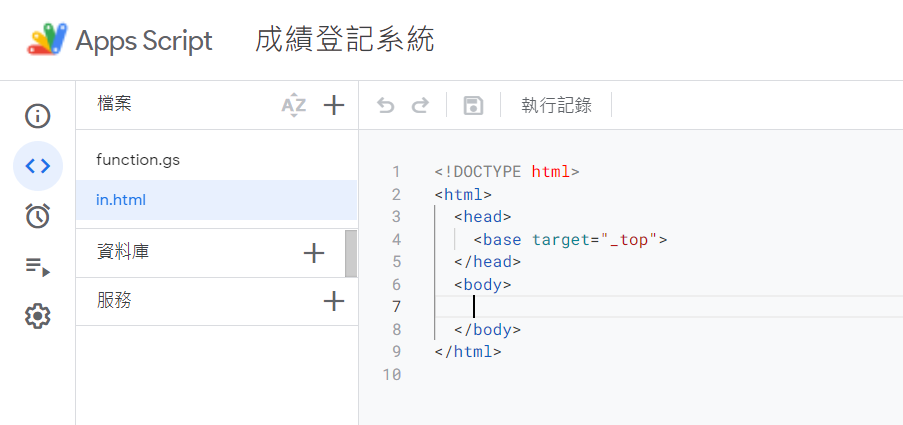 Apps Script 成績登記系統
檔案 AZ
執行記錄
function.gs
in.html
資料庫
服務
1 <!DOCTYPE html>
2 <html>
3 <head>
4 <base target="_top">
5 </head>
6 <body>
7
8 </body>
9 </html>
10